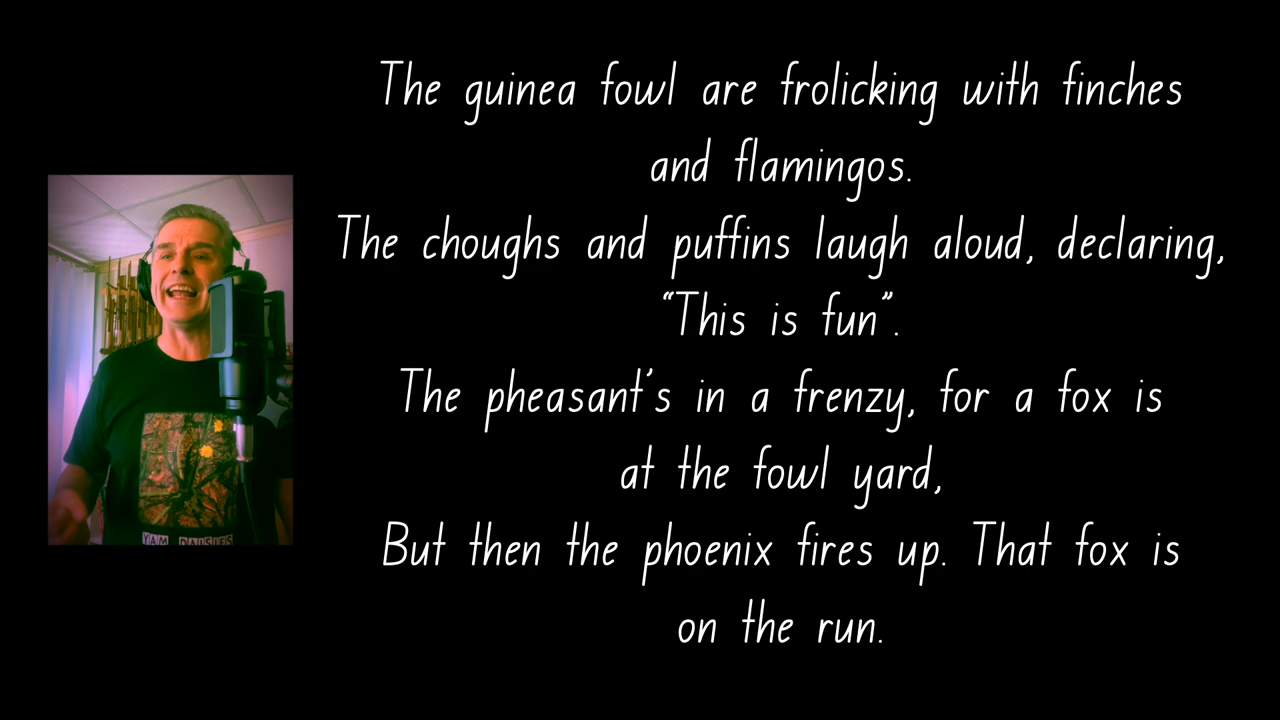 The guinea fowl are frolicking with finches
and flamingos.
The choughs and puffins laugh aloud, declaring,
“This is fun”.
The pheasant’s in a frenzy, for a fox is
at the fowl yard,
But then the phoenix fires up. That fox is
on the run.
YAM DAISIES